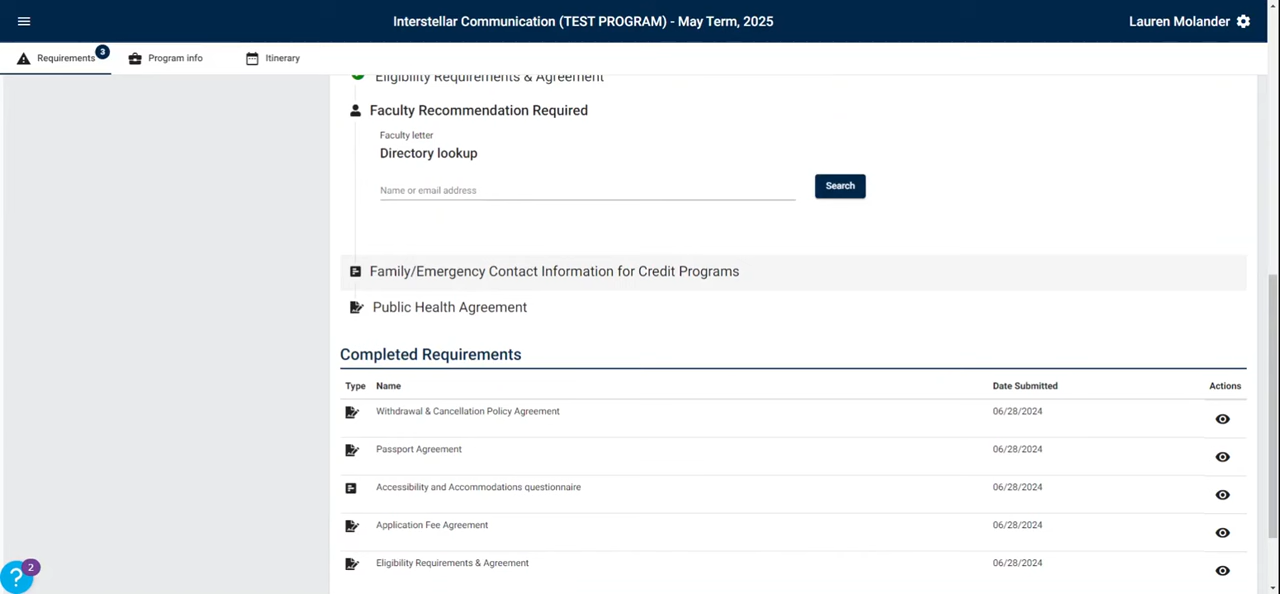 Interstellar Communication (TEST PROGRAM) - May Term, 2025
Lauren Molander
Requirements 3
Program info
Itinerary
Eligibility Requirements & Agreement
Faculty Recommendation Required
Faculty letter
Directory lookup
Name or email address
Search
Family/Emergency Contact Information for Credit Programs
Public Health Agreement
Completed Requirements
Type Name Date Submitted Actions
Withdrawal & Cancellation Policy Agreement 06/28/2024
Passport Agreement 06/28/2024
Accessibility and Accommodations questionnaire 06/28/2024
Application Fee Agreement 06/28/2024
Eligibility Requirements & Agreement 06/28/2024
? 2